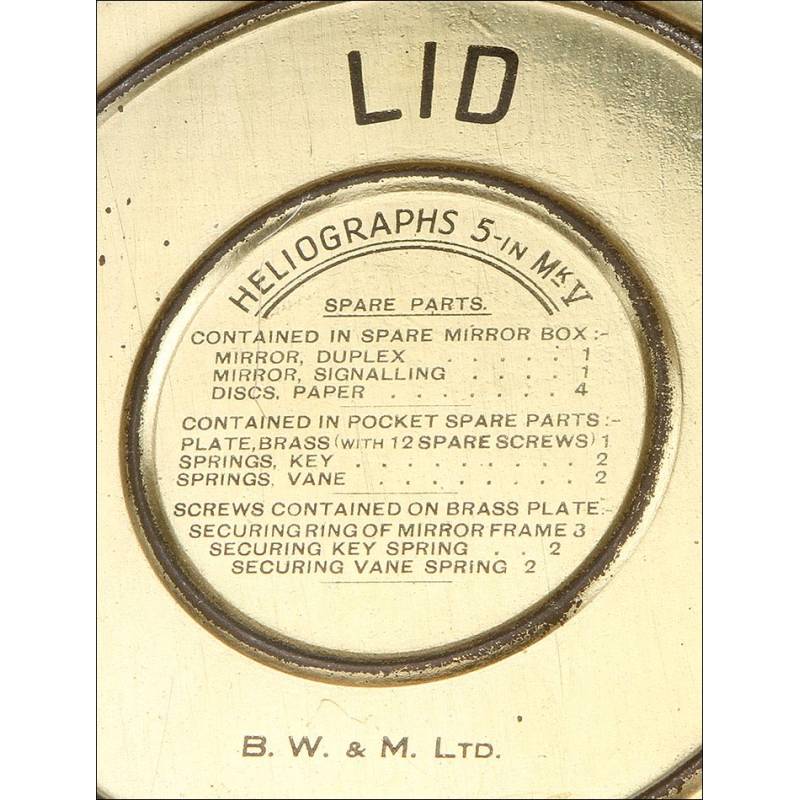 LID
HELIOGRAPHS 5-IN MK V
SPARE PARTS.
CONTAINED IN SPARE MIRROR BOX:-
MIRROR, DUPLEX . . . . . . 1
MIRROR, SIGNALLING . . . . 1
DISCS, PAPER . . . . . . . 4
CONTAINED IN POCKET SPARE PARTS:-
PLATE, BRASS (WITH 12 SPARE SCREWS) 1
SPRINGS, KEY . . . . . . . . . 2
SPRINGS, VANE . . . . . . . . 2
SCREWS CONTAINED ON BRASS PLATE:-
SECURING RING OF MIRROR FRAME 3
SECURING KEY SPRING . . 2
SECURING VANE SPRING 2
B. W. & M. LTD.